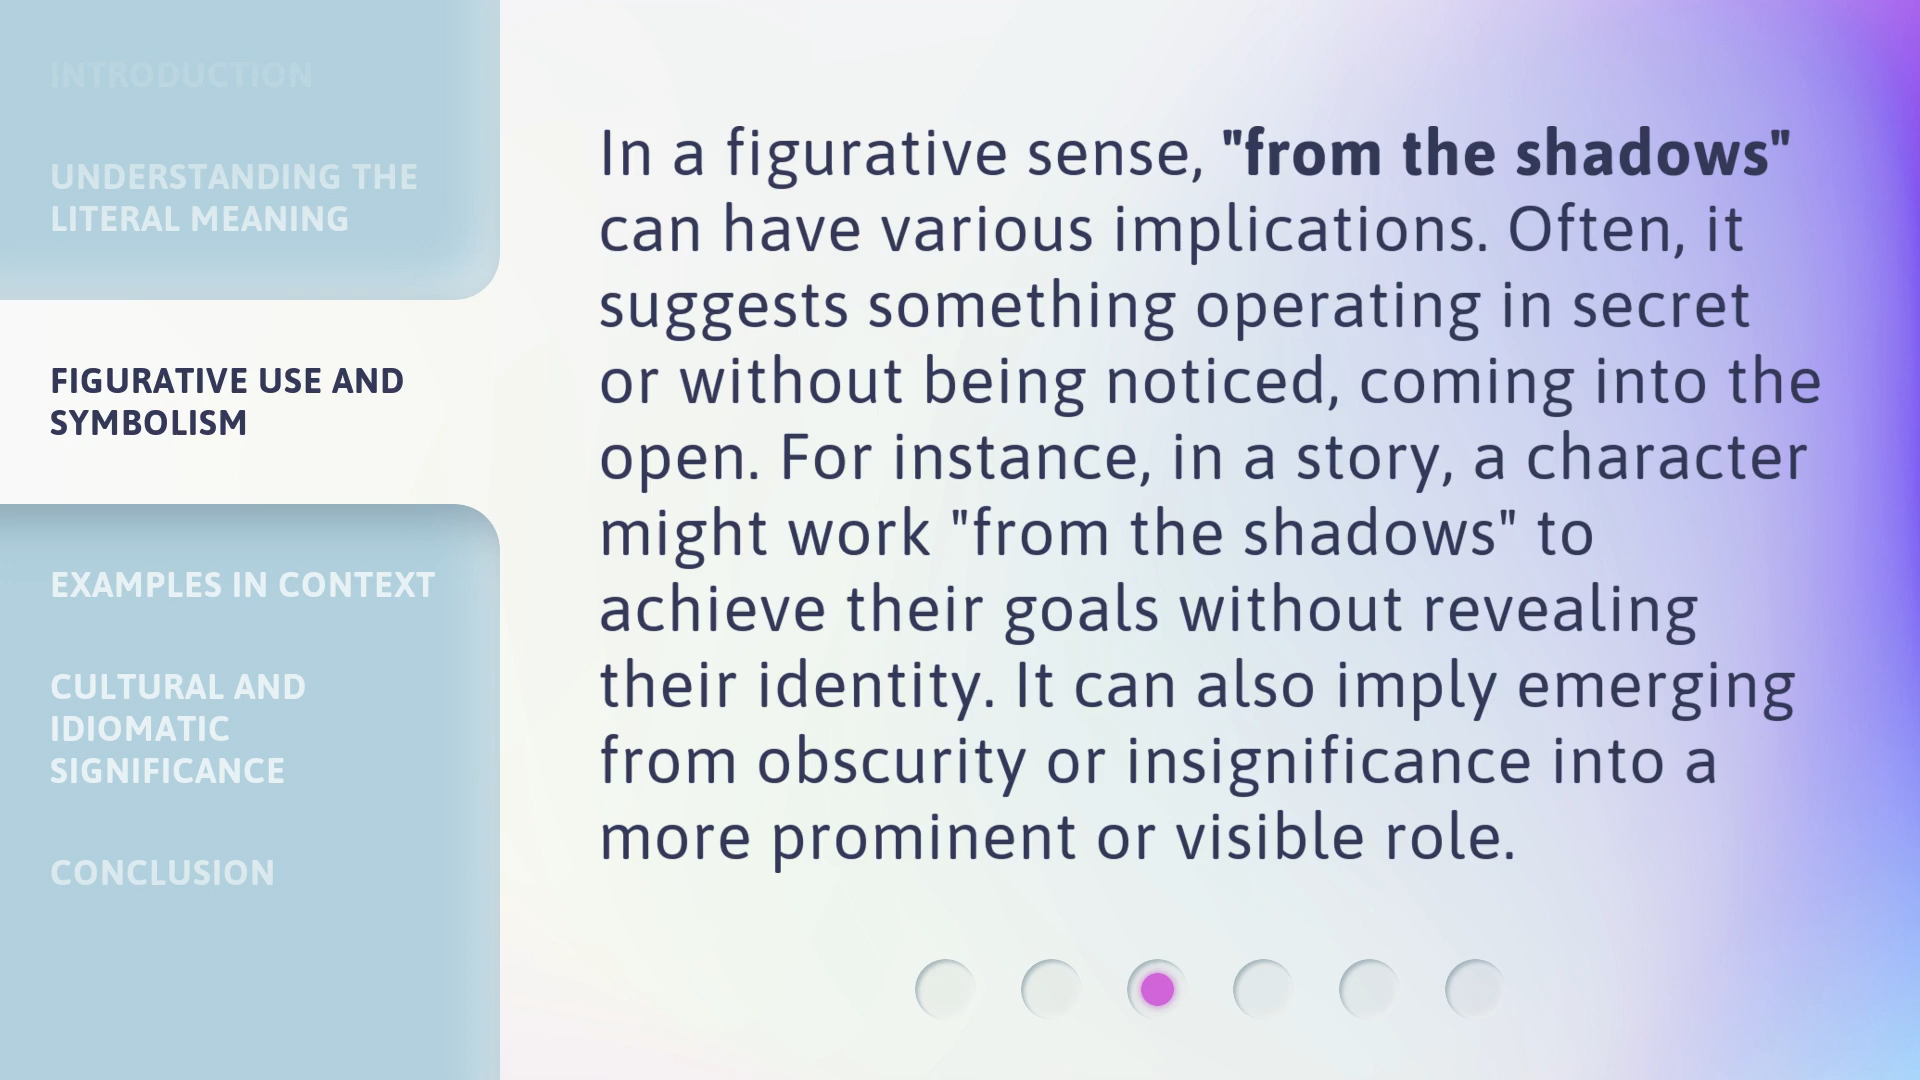 INTRODUCTION
UNDERSTANDING THE
LITERAL MEANING
FIGURATIVE USE AND
SYMBOLISM
EXAMPLES IN CONTEXT
CULTURAL AND
IDIOMATIC
SIGNIFICANCE
CONCLUSION
In a figurative sense, "from the shadows"
can have various implications. Often, it
suggests something operating in secret
or without being noticed, coming into the
open. For instance, in a story, a character
might work "from the shadows" to
achieve their goals without revealing
their identity. It can also imply emerging
from obscurity or insignificance into a
more prominent or visible role.